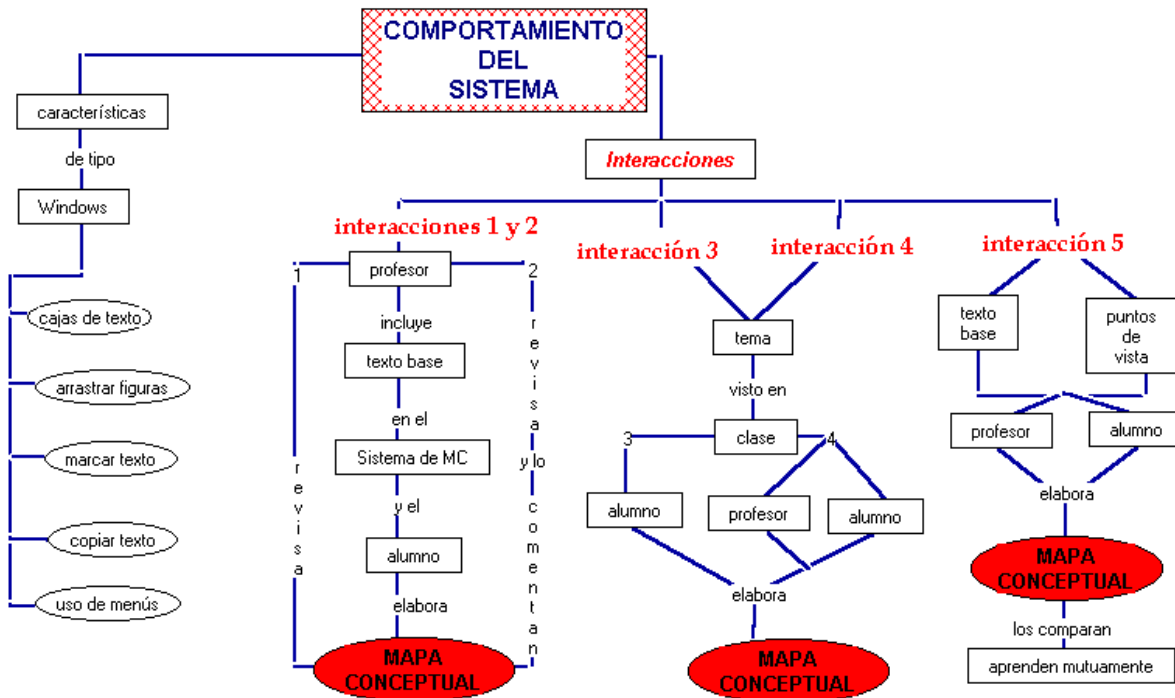 COMPORTAMIENTO
DEL
SISTEMA
características
de tipo
Windows
cajas de texto
arrastrar figuras
marcar texto
copiar texto
uso de menús
Interacciones
interacciones 1 y 2
1
profesor
2
incluye
texto base
en el
Sistema de MC
y el
alumno
elabora
revisa
revisa y lo comentan
MAPA
CONCEPTUAL
interacción 3
interacción 4
tema
visto en
3
clase
4
alumno
profesor
alumno
elabora
MAPA
CONCEPTUAL
interacción 5
texto
base
puntos
de
vista
profesor
alumno
elabora
MAPA
CONCEPTUAL
los comparan
aprenden mutuamente